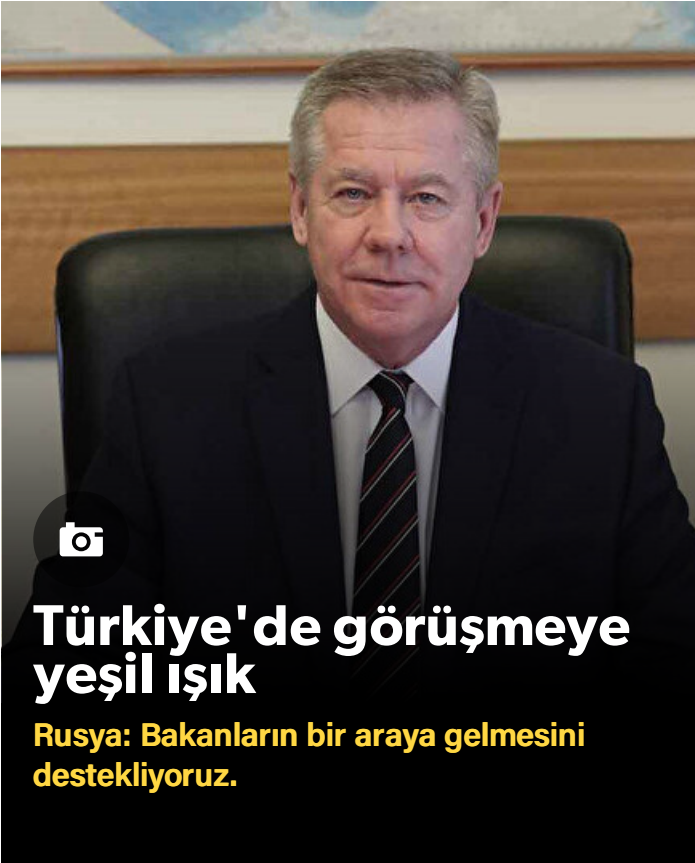 Türkiye'de görüşmeye
yeşil ışık
Rusya: Bakanların bir araya gelmesini
destekliyoruz.